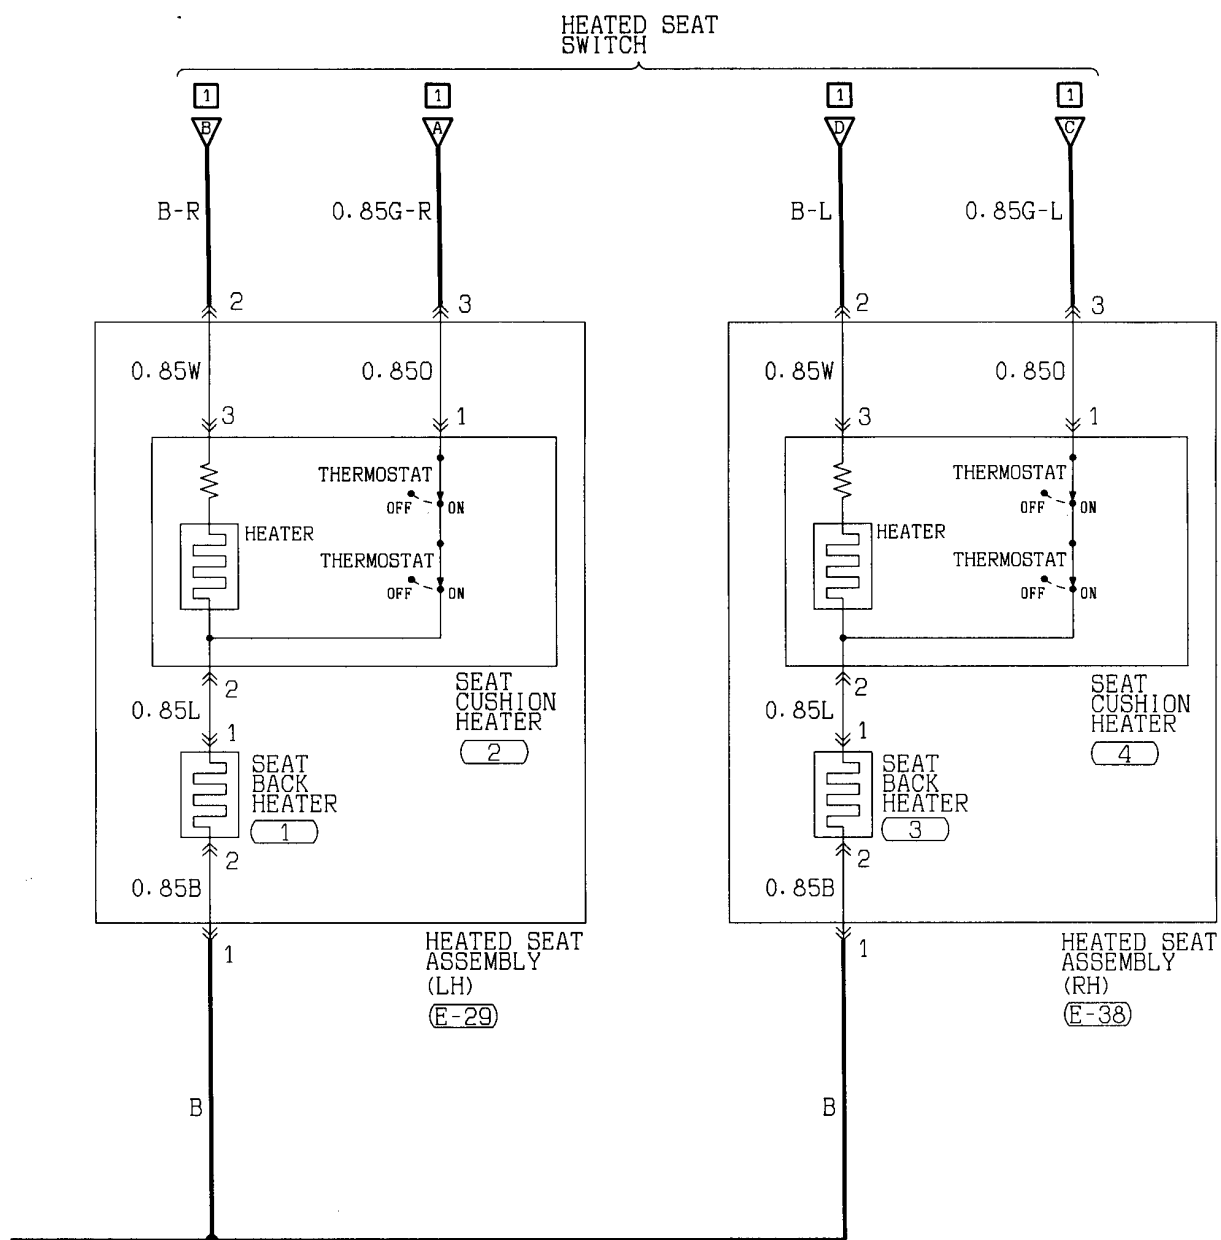 HEATED SEAT
SWITCH
1 1 1 1
B A D C
B-R 0.85G-R B-L 0.85G-L
2 3 2 3
0.85W 0.85O 0.85W 0.85O
3 1 3 1
THERMOSTAT THERMOSTAT
OFF ON OFF ON
HEATER HEATER
THERMOSTAT THERMOSTAT
OFF ON OFF ON
2 2
SEAT
CUSHION
HEATER
2
SEAT
CUSHION
HEATER
4
0.85L 0.85L
1 1
SEAT
BACK
HEATER
1
SEAT
BACK
HEATER
3
2 2
0.85B 0.85B
1 1
HEATED SEAT
ASSEMBLY
(LH)
E-29
HEATED SEAT
ASSEMBLY
(RH)
E-38
B B